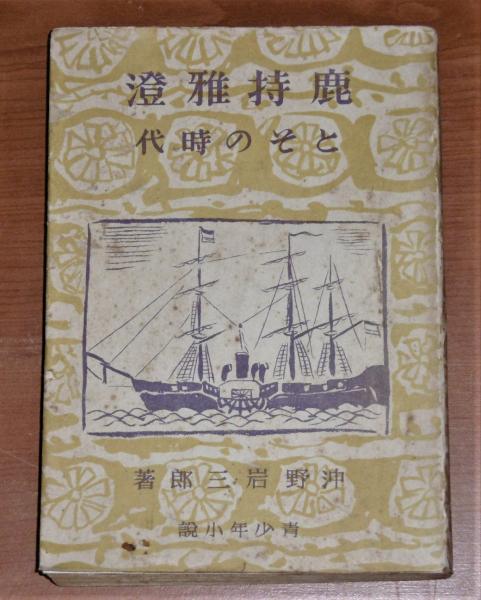 鹿持雅澄
とその時代
沖野岩三郎著
青少年小説